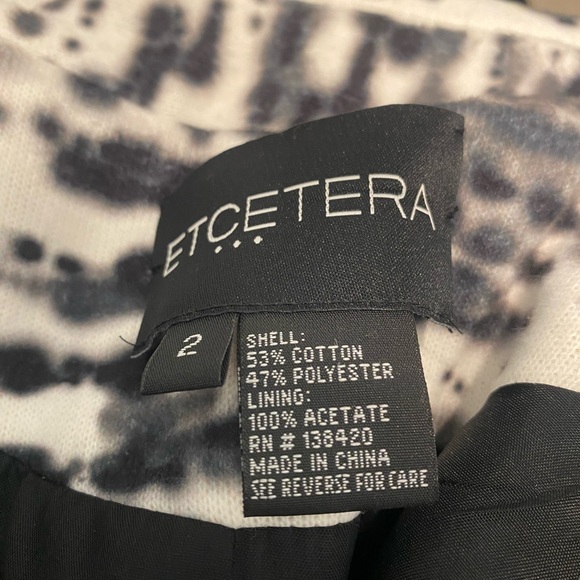 ETCETERA
2
SHELL:
53% COTTON
47% POLYESTER
LINING:
100% ACETATE
RN # 138420
MADE IN CHINA
SEE REVERSE FOR CARE